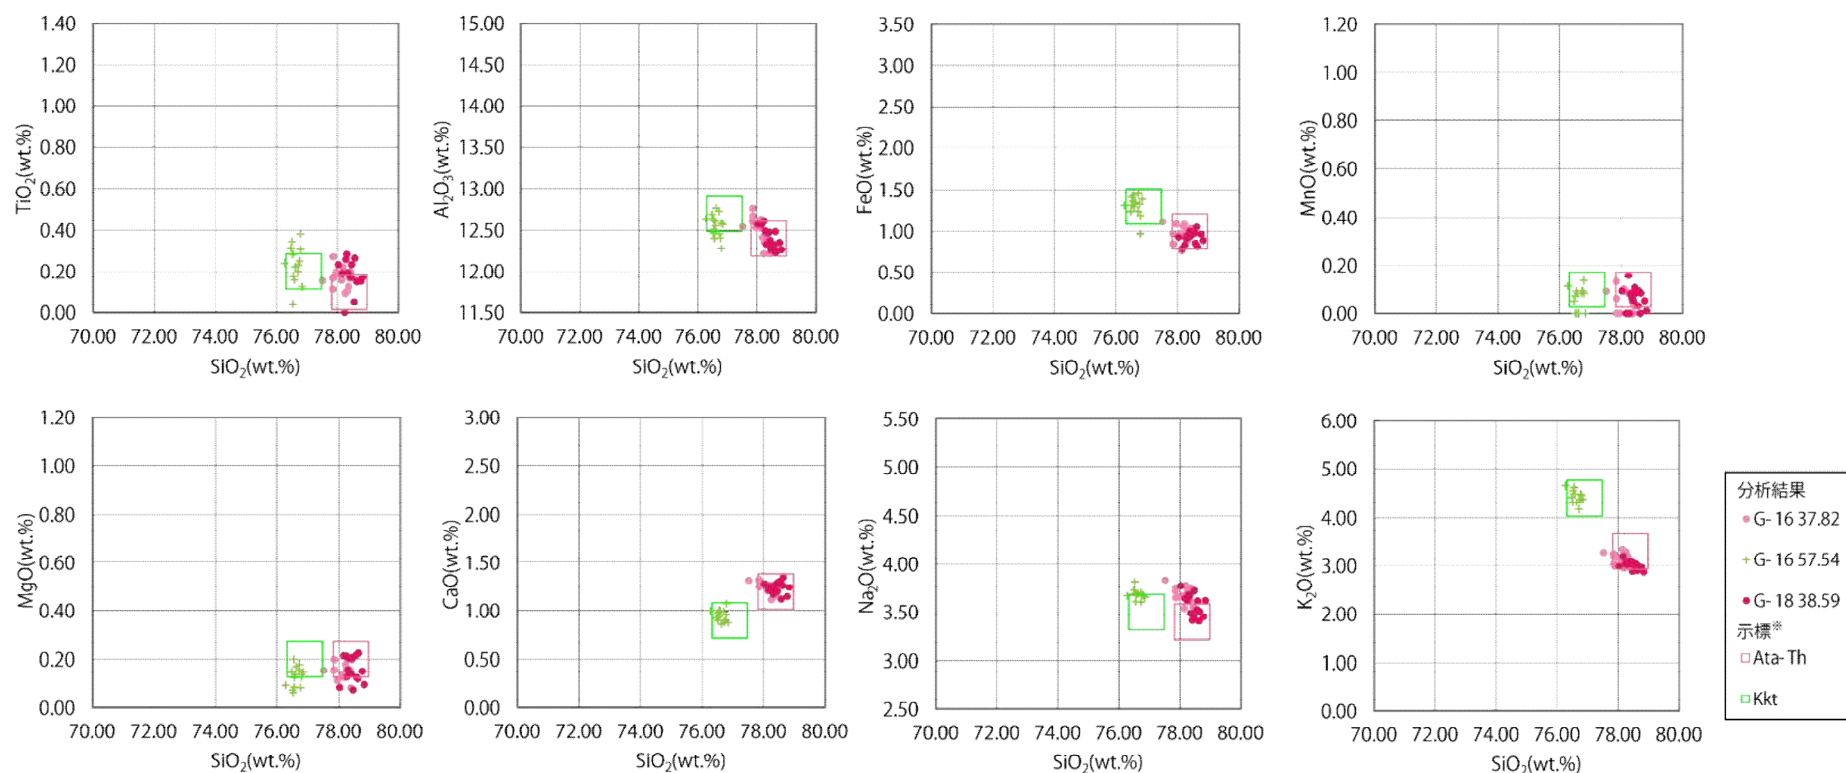 TiO2(wt.%)
1.40
1.20
1.00
0.80
0.60
0.40
0.20
0.00
70.00 72.00 74.00 76.00 78.00 80.00
SiO2(wt.%)
Al2O3(wt.%)
15.00
14.50
14.00
13.50
13.00
12.50
12.00
11.50
70.00 72.00 74.00 76.00 78.00 80.00
SiO2(wt.%)
FeO(wt.%)
3.50
3.00
2.50
2.00
1.50
1.00
0.50
0.00
70.00 72.00 74.00 76.00 78.00 80.00
SiO2(wt.%)
MnO(wt.%)
1.20
1.00
0.80
0.60
0.40
0.20
0.00
70.00 72.00 74.00 76.00 78.00 80.00
SiO2(wt.%)
MgO(wt.%)
1.20
1.00
0.80
0.60
0.40
0.20
0.00
70.00 72.00 74.00 76.00 78.00 80.00
SiO2(wt.%)
CaO(wt.%)
3.00
2.50
2.00
1.50
1.00
0.50
0.00
70.00 72.00 74.00 76.00 78.00 80.00
SiO2(wt.%)
Na2O(wt.%)
5.50
5.00
4.50
4.00
3.50
3.00
2.50
70.00 72.00 74.00 76.00 78.00 80.00
SiO2(wt.%)
K2O(wt.%)
6.00
5.00
4.00
3.00
2.00
1.00
0.00
70.00 72.00 74.00 76.00 78.00 80.00
SiO2(wt.%)
分析結果
G-16 37.82
G-16 57.54
G-18 38.59
示標※
Ata-Th
Kkt